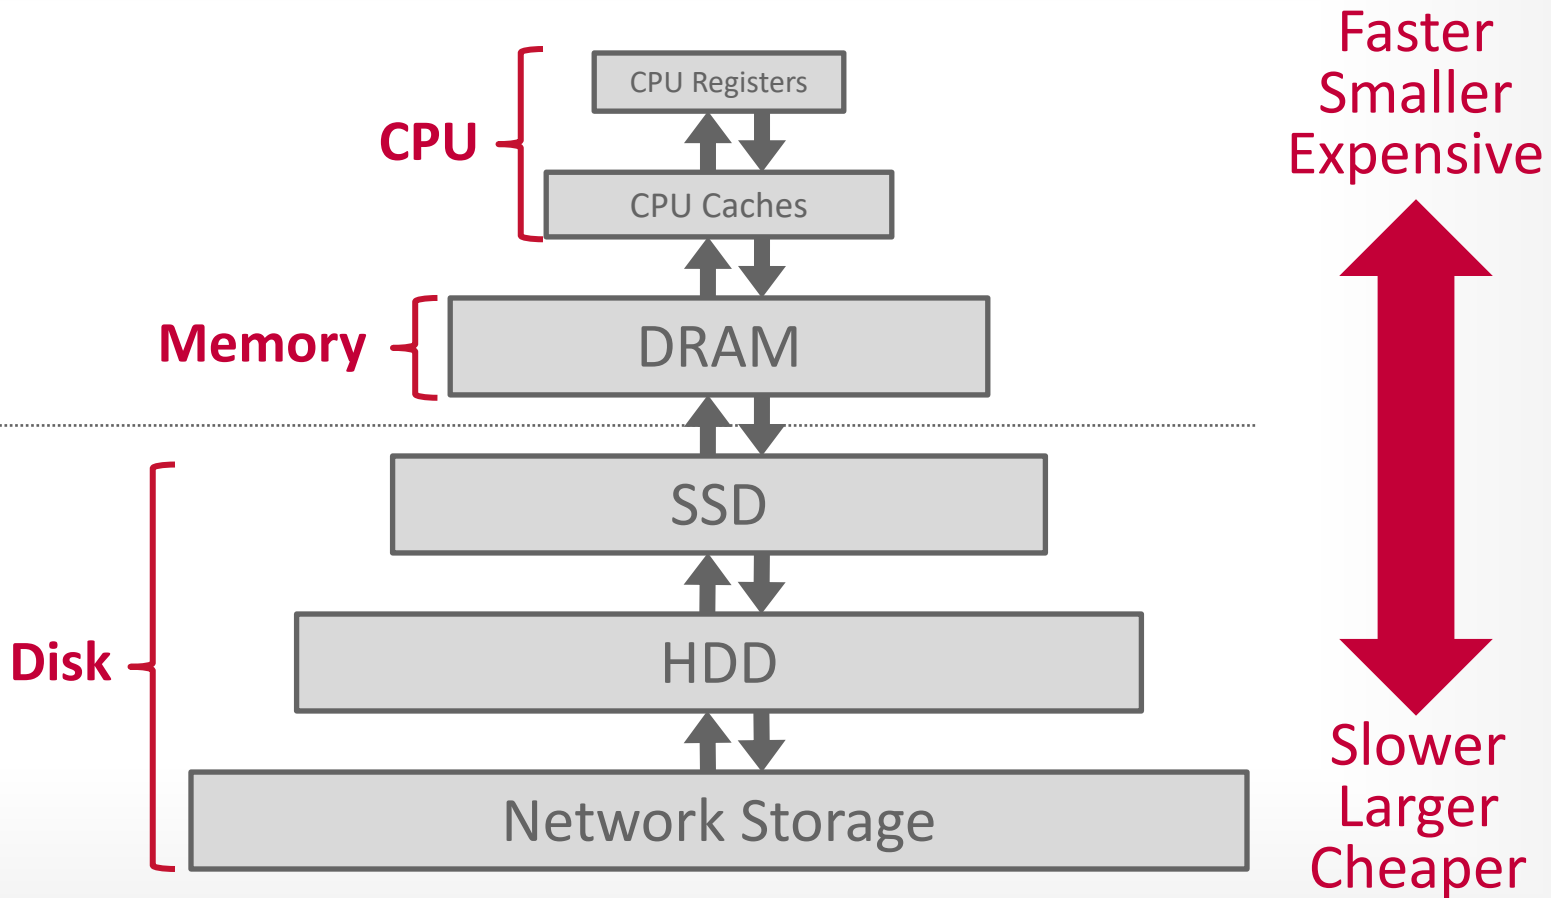 Faster
Smaller
Expensive
CPU Registers
CPU
CPU Caches
Memory
DRAM
SSD
Disk
HDD
Network Storage
Slower
Larger
Cheaper